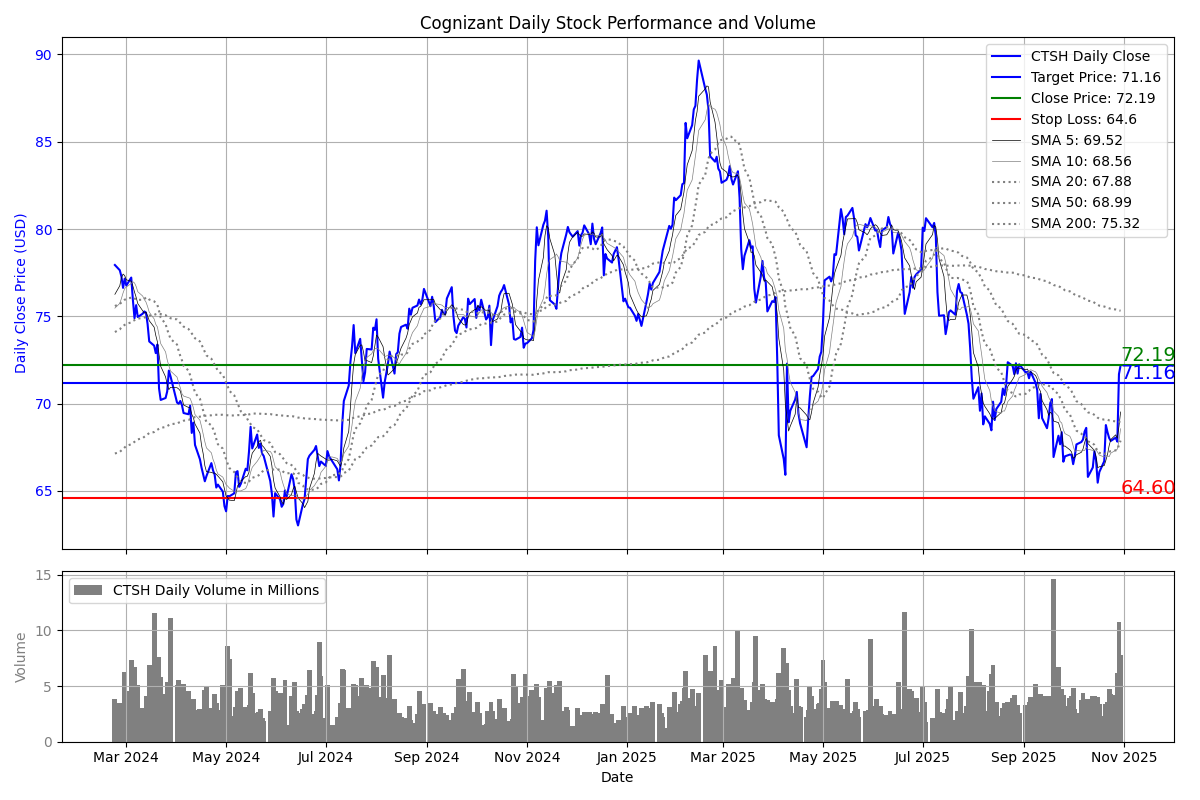 Cognizant Daily Stock Performance and Volume
Daily Close Price (USD)
90
85
80
75
70
65
CTSH Daily Close
Target Price: 71.16
Close Price: 72.19
Stop Loss: 64.6
SMA 5: 69.52
SMA 10: 68.56
SMA 20: 67.88
SMA 50: 68.99
SMA 200: 75.32
72.19
71.16
64.60
Volume
15
10
5
0
CTSH Daily Volume in Millions
Mar 2024 May 2024 Jul 2024 Sep 2024 Nov 2024 Jan 2025 Mar 2025 May 2025 Jul 2025 Sep 2025 Nov 2025
Date